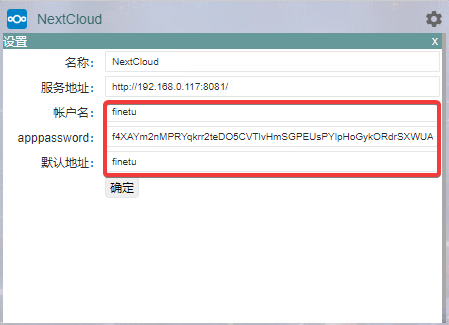 NextCloud
设置 x
名称： NextCloud
服务地址： http://192.168.0.117:8081/
帐户名： finetu
apppassword： f4XAYm2nMPRYqkrr2teDO5CVTlvHmSGPEUsPYlpHoGykORdrSXWUA
默认地址： finetu
确定